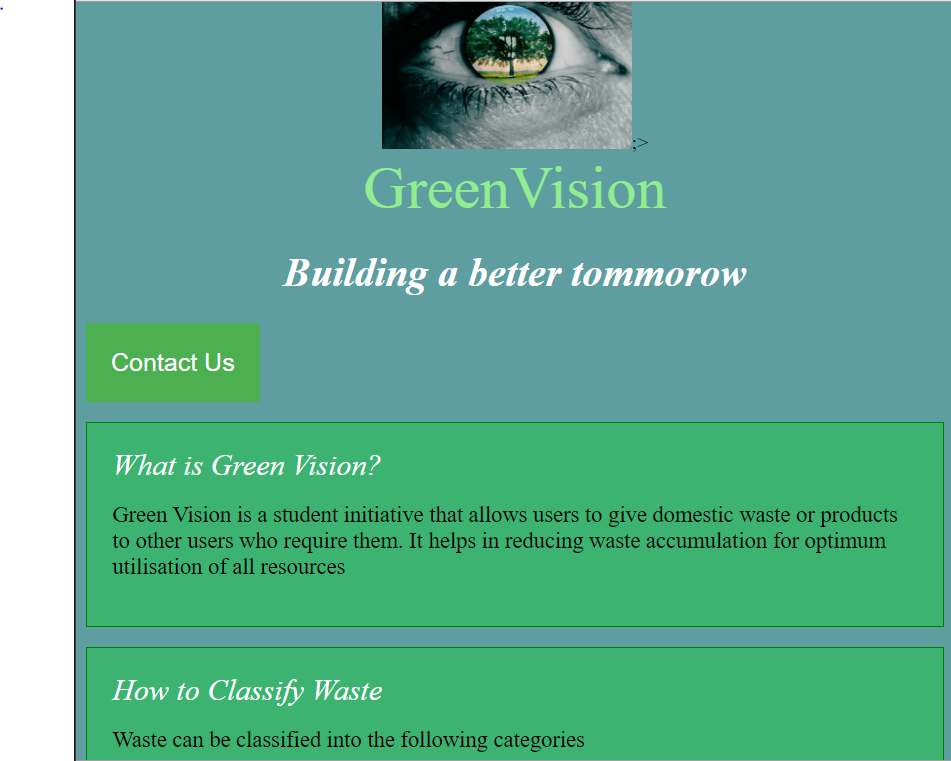 ;>
GreenVision
Building a better tommorow
Contact Us
What is Green Vision?
Green Vision is a student initiative that allows users to give domestic waste or products
to other users who require them. It helps in reducing waste accumulation for optimum
utilisation of all resources
How to Classify Waste
Waste can be classified into the following categories